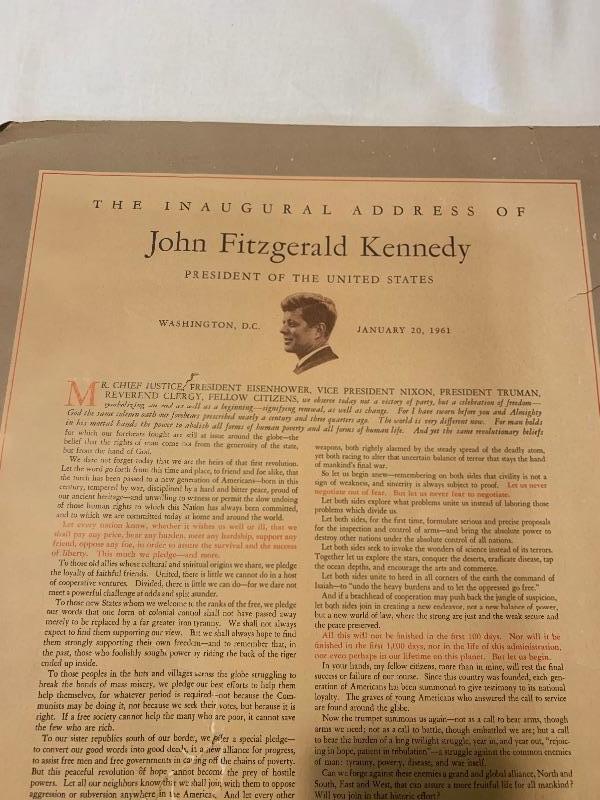 THE INAUGURAL ADDRESS OF
John Fitzgerald Kennedy
PRESIDENT OF THE UNITED STATES
WASHINGTON, D.C.
JANUARY 20, 1961
MR. CHIEF JUSTICE, PRESIDENT EISENHOWER, VICE PRESIDENT NIXON, PRESIDENT TRUMAN,
REVEREND CLERGY, FELLOW CITIZENS, we observe today not a victory of party, but a celebration of freedom—
symbolizing an end as well as a beginning—signifying renewal, as well as change. For I have sworn before you and Almighty
God the same solemn oath our forebears prescribed nearly a century and three quarters ago. The world is very different now. For man holds
in his mortal hands the power to abolish all forms of human poverty and all forms of human life. And yet the same revolutionary beliefs
for which our forebears fought are still at issue around the globe—the
belief that the rights of man come not from the generosity of the state,
but from the hand of God.
We dare not forget today that we are the heirs of that first revolution.
Let the word go forth from this time and place, to friend and foe alike, that
the torch has been passed to a new generation of Americans—born in this
century, tempered by war, disciplined by a hard and bitter peace, proud of
our ancient heritage—and unwilling to witness or permit the slow undoing
of those human rights to which this Nation has always been committed,
and to which we are committed today at home and around the world.
Let every nation know, whether it wishes us well or ill, that we
shall pay any price, bear any burden, meet any hardship, support any
friend, oppose any foe, in order to assure the survival and the success
of liberty. This much we pledge—and more.
To those old allies whose cultural and spiritual origins we share, we pledge
the loyalty of faithful friends. United, there is little we cannot do in a host
of cooperative ventures. Divided, there is little we can do—for we dare not
meet a powerful challenge at odds and split asunder.
To those new States whom we welcome to the ranks of the free, we pledge
our words that one form of colonial control shall not have passed away
merely to be replaced by a far greater iron tyranny. We shall not always
expect to find them supporting our view. But we shall always hope to find
them strongly supporting their own freedom—and to remember that, in
the past, those who foolishly sought power by riding the back of the tiger
ended up inside.
To those peoples in the huts and villages across the globe struggling to
break the bonds of mass misery, we pledge our best efforts to help them
help themselves, for whatever period is required—not because the Com-
munists may be doing it, not because we seek their votes, but because it is
right. If a free society cannot help the many who are poor, it cannot save
the few who are rich.
To our sister republics south of our border, we offer a special pledge—
to convert our good words into good deeds, in a new alliance for progress,
to assist free men and free governments in casting off the chains of poverty.
But this peaceful revolution of hope cannot become the prey of hostile
powers. Let all our neighbors know that we shall join with them to oppose
aggression or subversion anywhere in the Americas. And let every other
weapons, both rightly alarmed by the steady spread of the deadly atom,
yet both racing to alter that uncertain balance of terror that stays the hand
of mankind's final war.
So let us begin anew—remembering on both sides that civility is not a
sign of weakness, and sincerity is always subject to proof. Let us never
negotiate out of fear. But let us never fear to negotiate.
Let both sides explore what problems unite us instead of laboring those
problems which divide us.
Let both sides, for the first time, formulate serious and precise proposals
for the inspection and control of arms—and bring the absolute power to
destroy other nations under the absolute control of all nations.
Let both sides seek to invoke the wonders of science instead of its terrors.
Together let us explore the stars, conquer the deserts, eradicate disease, tap
the ocean depths, and encourage the arts and commerce.
Let both sides unite to heed in all corners of the earth the command of
Isaiah—to "undo the heavy burdens and to let the oppressed go free."
And if a beachhead of cooperation may push back the jungle of suspicion,
let both sides join in creating a new endeavor, not a new balance of power,
but a new world of law, where the strong are just and the weak secure and
the peace preserved.
All this will not be finished in the first 100 days. Nor will it be
finished in the first 1,000 days, nor in the life of this administration,
nor even perhaps in our lifetime on this planet. But let us begin.
In your hands, my fellow citizens, more than in mine, will rest the final
success or failure of our course. Since this country was founded, each gen-
eration of Americans has been summoned to give testimony to its national
loyalty. The graves of young Americans who answered the call to service
are found around the globe.
Now the trumpet summons us again—not as a call to bear arms, though
arms we need; not as a call to battle, though embattled we are; but a call
to bear the burden of a long twilight struggle, year in, and year out, "rejoic-
ing in hope, patient in tribulation"—a struggle against the common enemies
of man: tyranny, poverty, disease, and war itself.
Can we forge against these enemies a grand and global alliance, North and
South, East and West, that can assure a more fruitful life for all mankind?
Will you join in that historic effort?